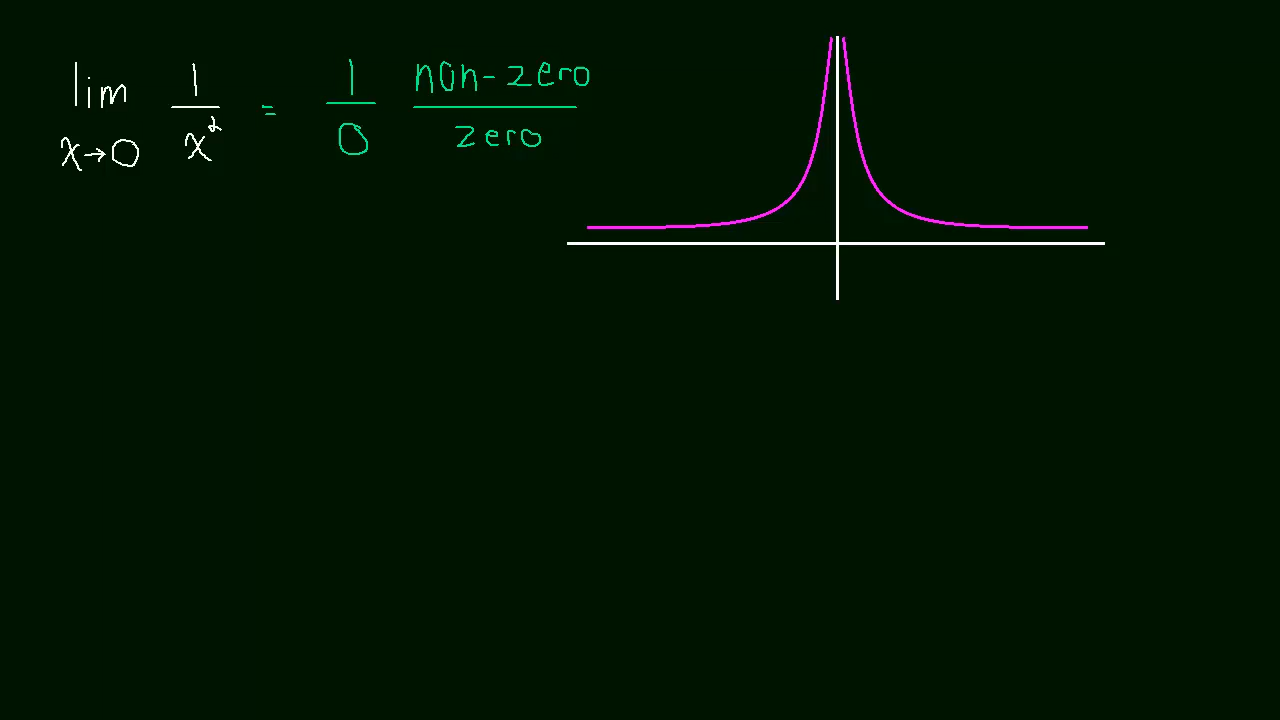 lim 1/x² = 1/0 non-zero/zero
x→0